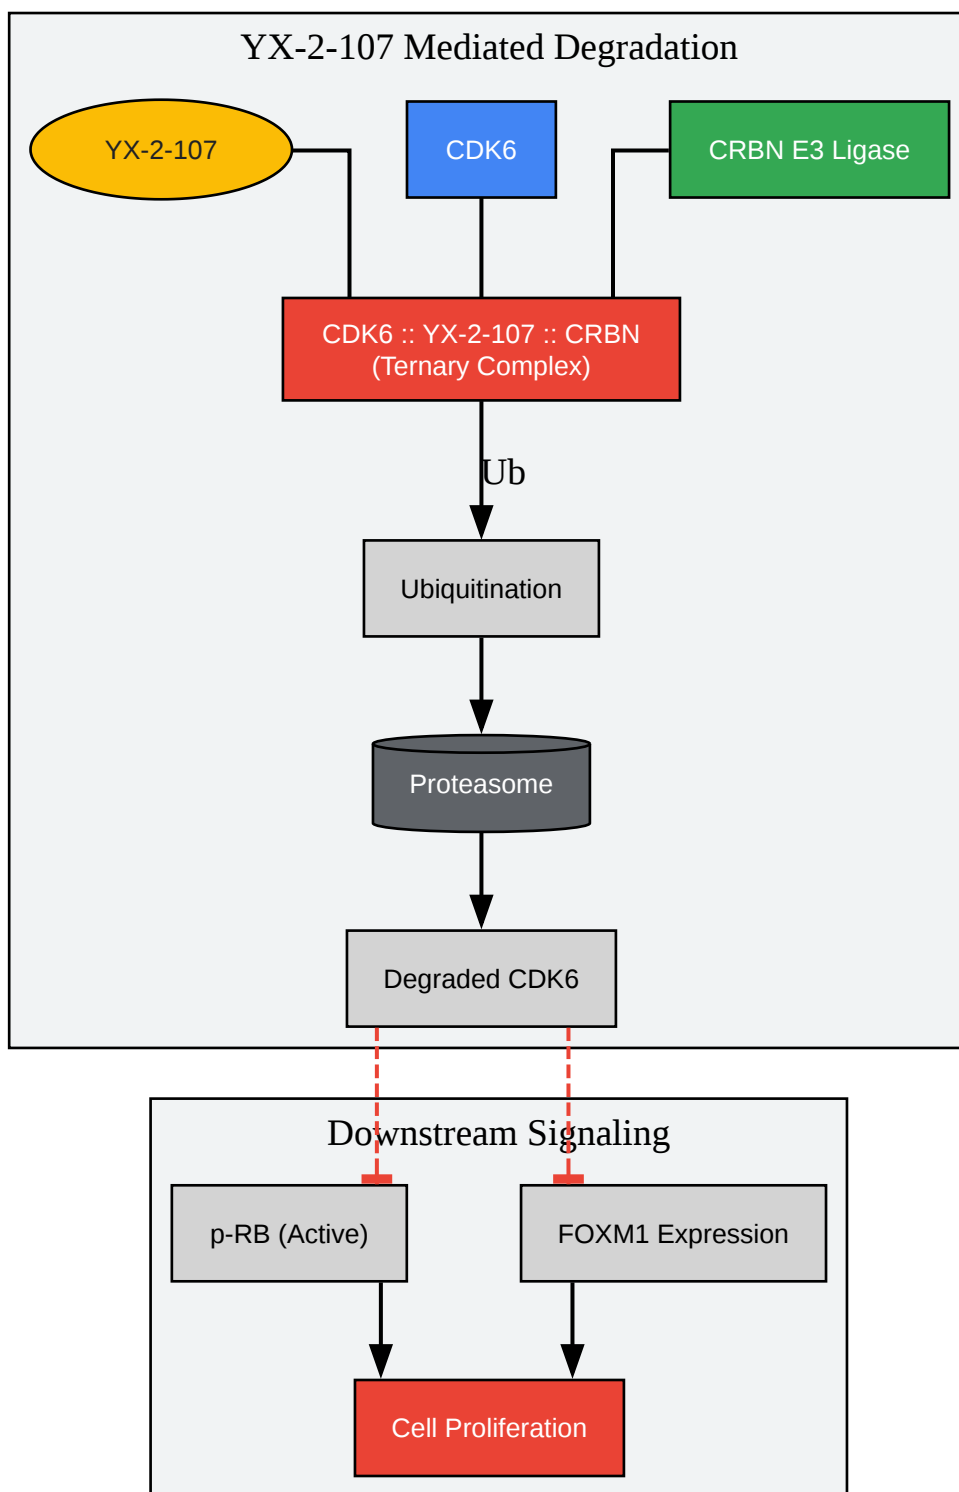 YX-2-107 Mediated Degradation
YX-2-107
CDK6
CRBN E3 Ligase
CDK6 :: YX-2-107 :: CRBN
(Ternary Complex)
Ub
Ubiquitination
Proteasome
Degraded CDK6
Downstream Signaling
p-RB (Active)
FOXM1 Expression
Cell Proliferation